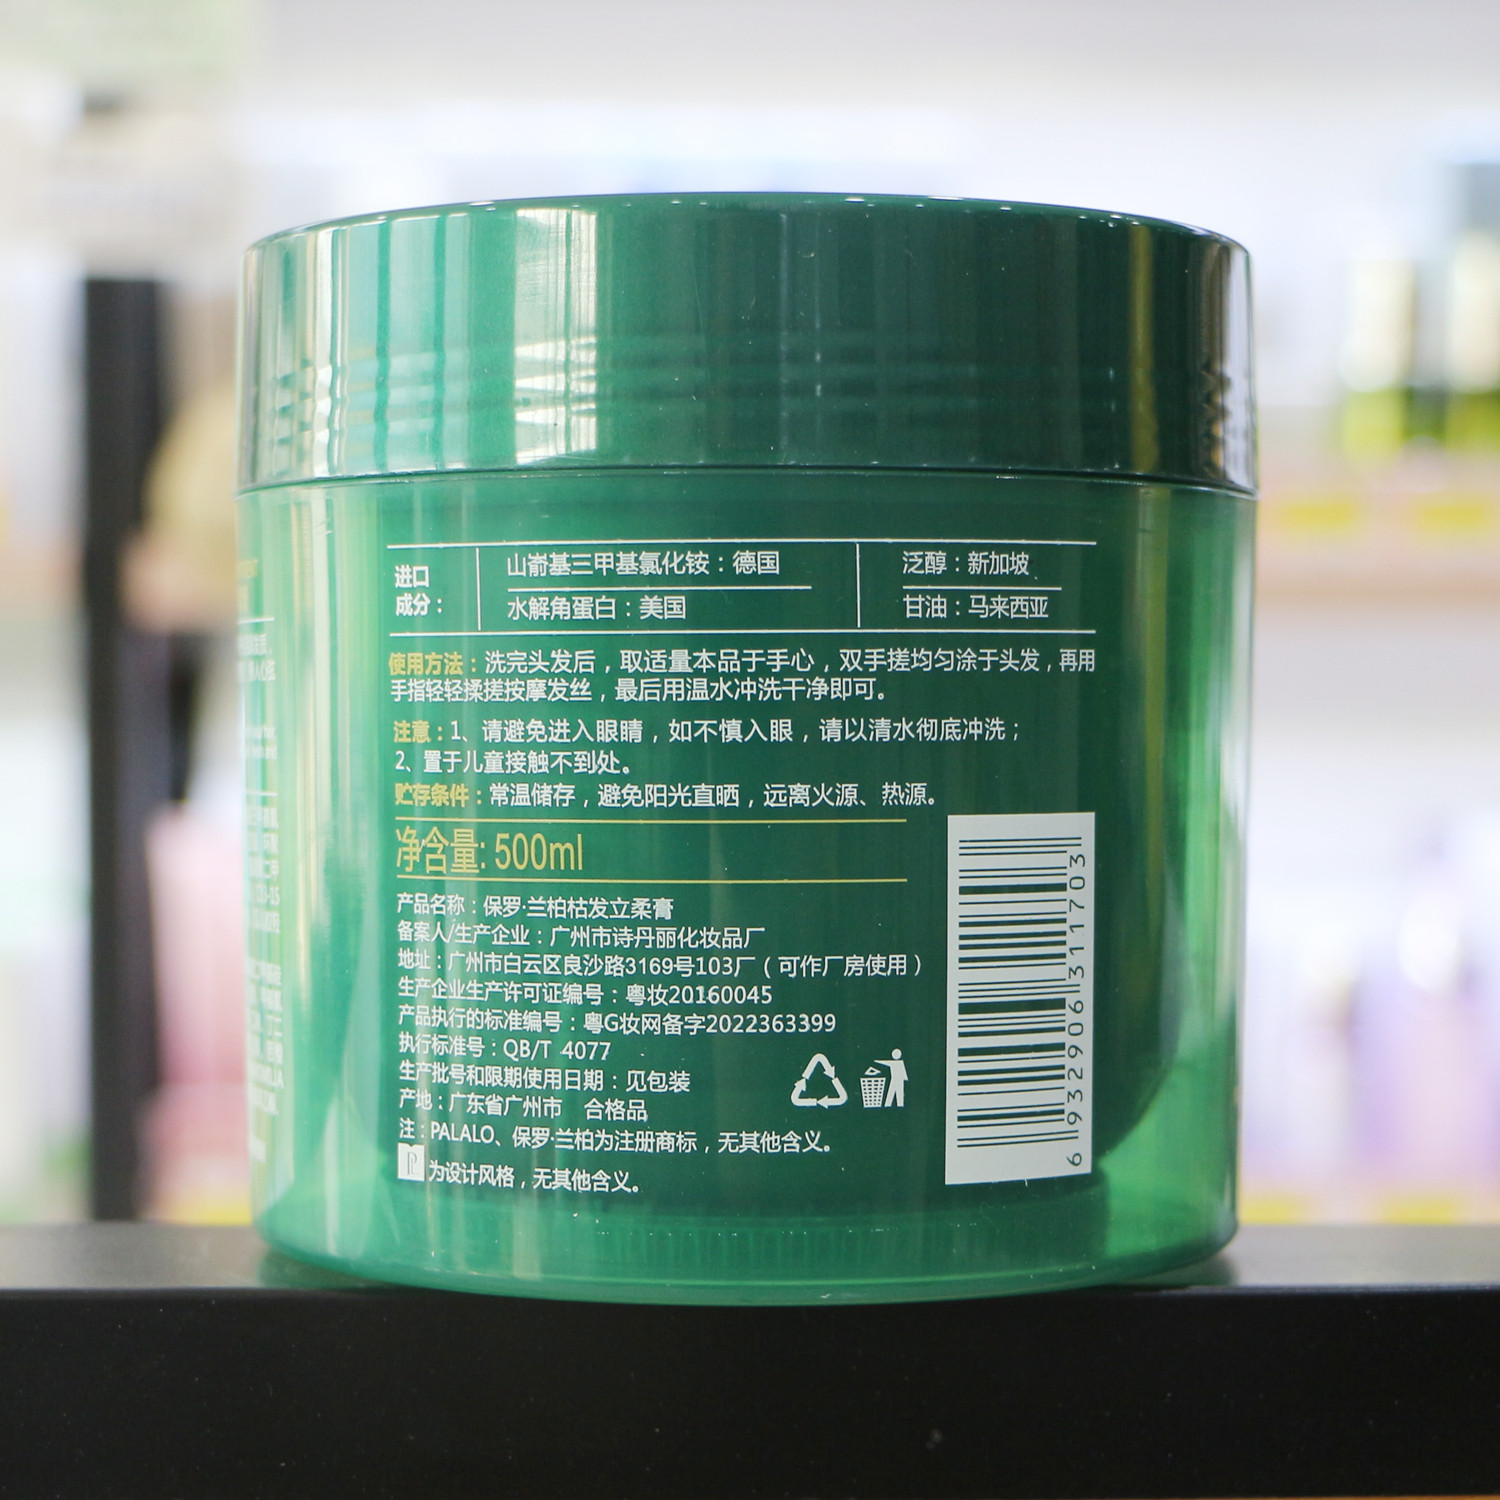 进口
成分：
山嵛基三甲基氯化铵：德国
水解角蛋白：美国
泛醇：新加坡
甘油：马来西亚
使用方法：洗完头发后，取适量本品于手心，双手搓均匀涂于头发，再用
手指轻轻揉搓按摩发丝，最后用温水冲洗干净即可。
注意：1、请避免进入眼睛，如不慎入眼，请以清水彻底冲洗；
2、置于儿童接触不到处。
贮存条件：常温储存，避免阳光直晒，远离火源、热源。
净含量: 500ml
产品名称：保罗·兰柏枯发立柔膏
备案人/生产企业：广州市诗丹丽化妆品厂
地址：广州市白云区良沙路3169号103厂（可作厂房使用）
生产企业生产许可证编号：粤妆20160045
产品执行的标准编号：粤G妆网备字2022363399
执行标准号：QB/T 4077
生产批号和限期使用日期：见包装
产地：广东省广州市 合格品
注：PALALO、保罗·兰柏为注册商标，无其他含义。
P 为设计风格，无其他含义。
6 932906 311703